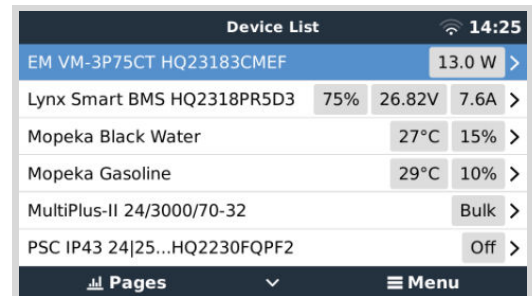 Device List 14:25
EM VM-3P75CT HQ23183CMEF 13.0 W
Lynx Smart BMS HQ2318PR5D3 75% 26.82V 7.6A
Mopeka Black Water 27°C 15%
Mopeka Gasoline 29°C 10%
MultiPlus-II 24/3000/70-32 Bulk
PSC IP43 24|25...HQ2230FQPF2 Off
Pages Menu